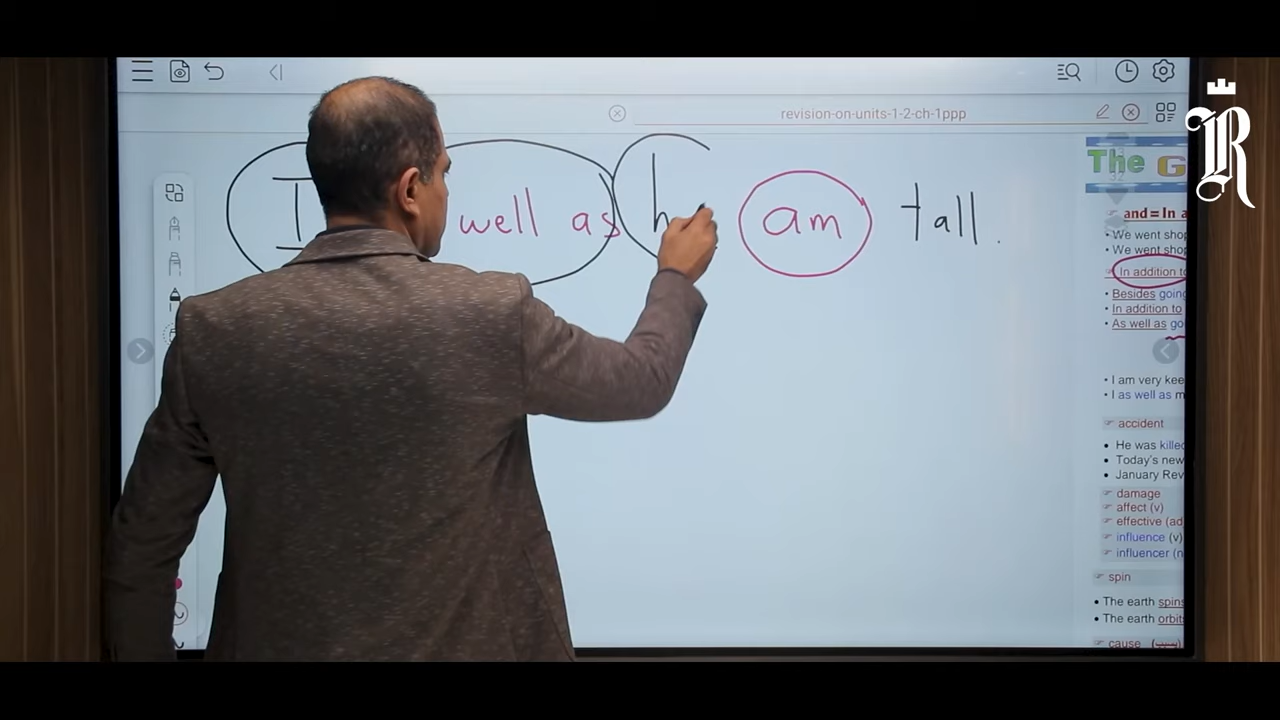 revision-on-units-1-2-ch-1ppp
I well as h am tall.
The G
and = In a
• We went shop
• We went shop
In addition to
• Besides going
• In addition to
• As well as go
• I am very kee
• I as well as m
accident
• He was killed
• Today's new
• January Rev
damage
affect (v)
effective (ad
influence (v)
influencer (n
spin
• The earth spins
• The earth orbit
cause
R